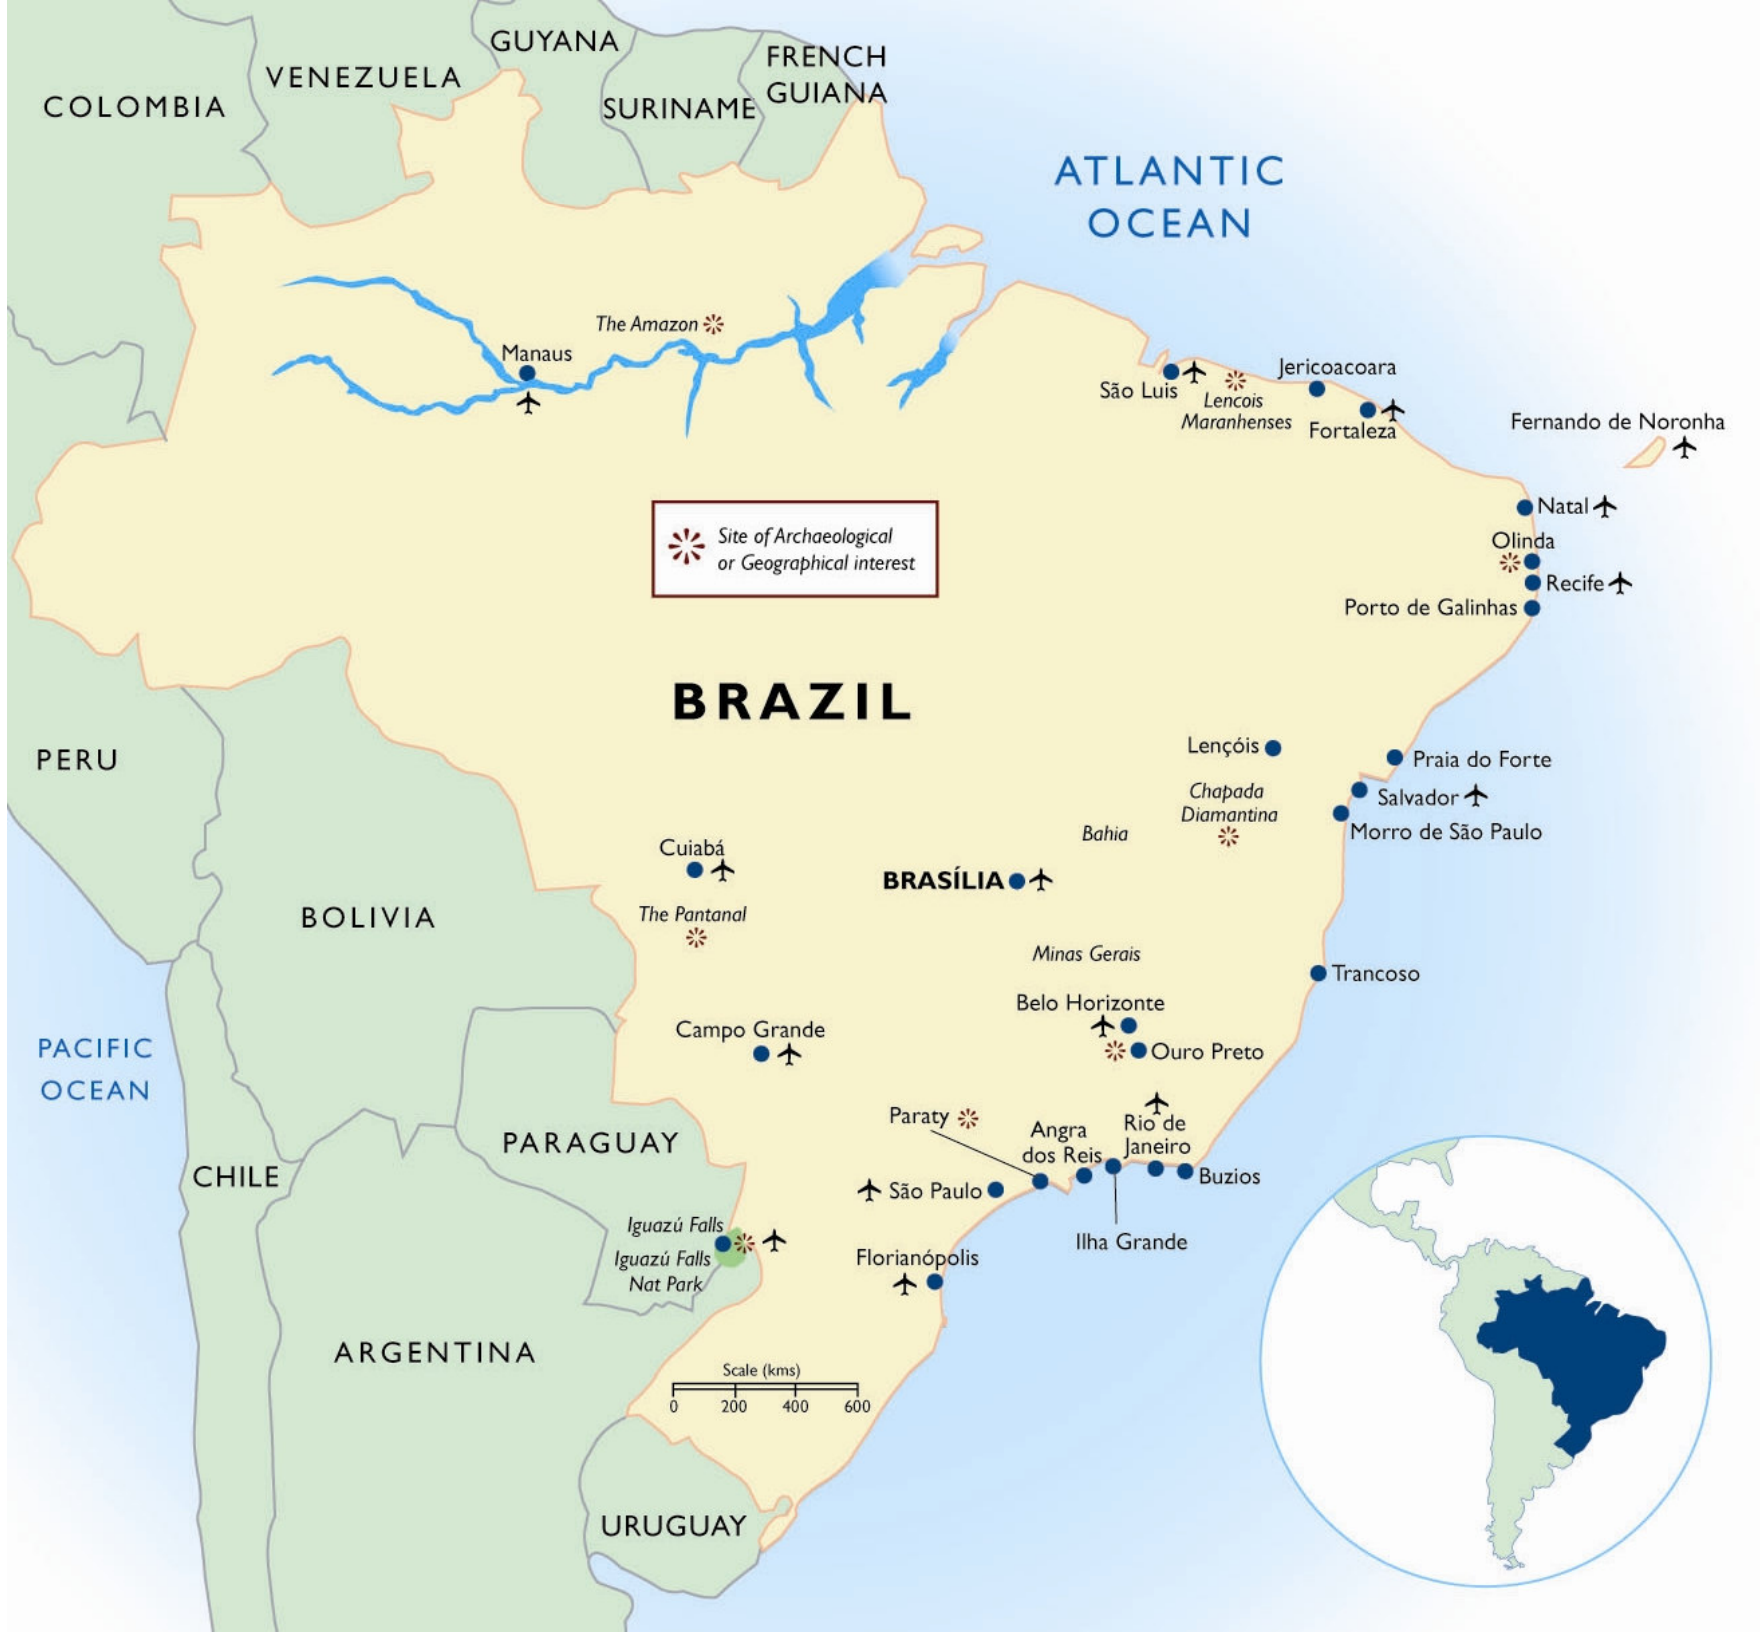 GUYANA
FRENCH
GUIANA
VENEZUELA
COLOMBIA
SURINAME
ATLANTIC
OCEAN
The Amazon
Manaus
São Luis
Lencois
Maranhenses
Jericoacoara
Fortaleza
Fernando de Noronha
Natal
Olinda
Recife
Porto de Galinhas
Site of Archaeological
or Geographical interest
BRAZIL
PERU
Lençóis
Praia do Forte
Chapada
Diamantina
Salvador
Morro de São Paulo
Bahia
Cuiabá
BRASÍLIA
The Pantanal
BOLIVIA
Minas Gerais
Trancoso
Belo Horizonte
Campo Grande
Ouro Preto
PACIFIC
OCEAN
Paraty
Angra
dos Reis
Rio de
Janeiro
PARAGUAY
CHILE
São Paulo
Buzios
Iguazú Falls
Iguazú Falls
Nat Park
Ilha Grande
Florianópolis
ARGENTINA
Scale (kms)
0 200 400 600
URUGUAY